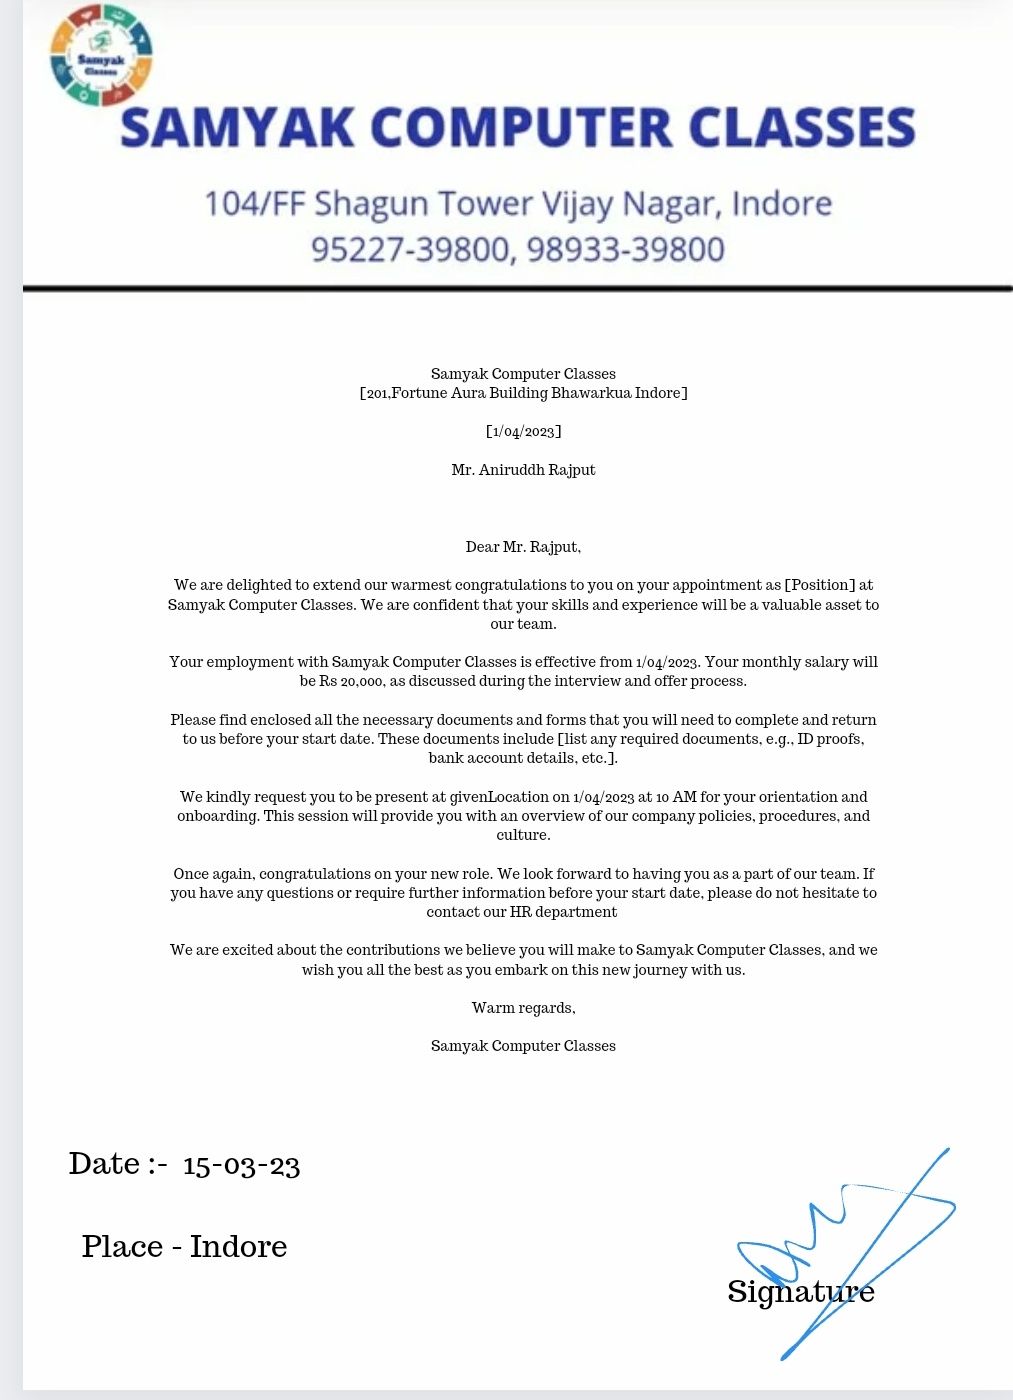 Samyak
Classes
SAMYAK COMPUTER CLASSES
104/FF Shagun Tower Vijay Nagar, Indore
95227-39800, 98933-39800
Samyak Computer Classes
[201,Fortune Aura Building Bhawarkua Indore]
[1/04/2023]
Mr. Aniruddh Rajput
Dear Mr. Rajput,
We are delighted to extend our warmest congratulations to you on your appointment as [Position] at
Samyak Computer Classes. We are confident that your skills and experience will be a valuable asset to
our team.
Your employment with Samyak Computer Classes is effective from 1/04/2023. Your monthly salary will
be Rs 20,000, as discussed during the interview and offer process.
Please find enclosed all the necessary documents and forms that you will need to complete and return
to us before your start date. These documents include [list any required documents, e.g., ID proofs,
bank account details, etc.].
We kindly request you to be present at givenLocation on 1/04/2023 at 10 AM for your orientation and
onboarding. This session will provide you with an overview of our company policies, procedures, and
culture.
Once again, congratulations on your new role. We look forward to having you as a part of our team. If
you have any questions or require further information before your start date, please do not hesitate to
contact our HR department
We are excited about the contributions we believe you will make to Samyak Computer Classes, and we
wish you all the best as you embark on this new journey with us.
Warm regards,
Samyak Computer Classes
Date :- 15-03-23
Place - Indore
Signature